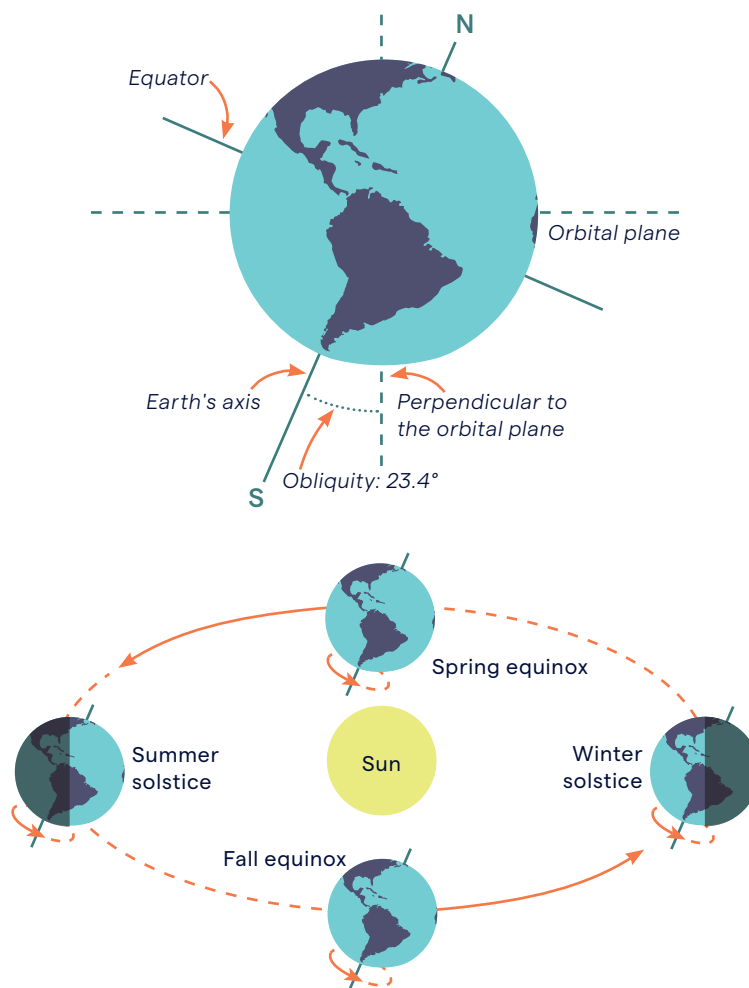 N
Equator
Orbital plane
Earth's axis
Perpendicular to
the orbital plane
Obliquity: 23.4°
S
Spring equinox
Summer
solstice
Sun
Winter
solstice
Fall equinox